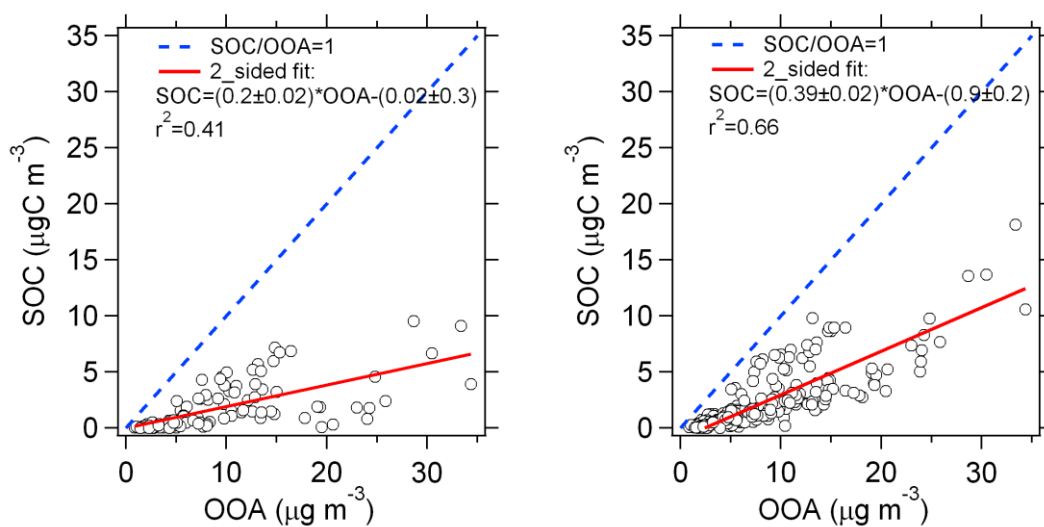 35
30
25
20
15
10
5
0
SOC (μgC m⁻³)
SOC/OOA=1
2_sided fit:
SOC=(0.2±0.02)*OOA-(0.02±0.3)
r²=0.41
0 10 20 30
OOA (μg m⁻³)
35
30
25
20
15
10
5
0
SOC (μgC m⁻³)
SOC/OOA=1
2_sided fit:
SOC=(0.39±0.02)*OOA-(0.9±0.2)
r²=0.66
0 10 20 30
OOA (μg m⁻³)